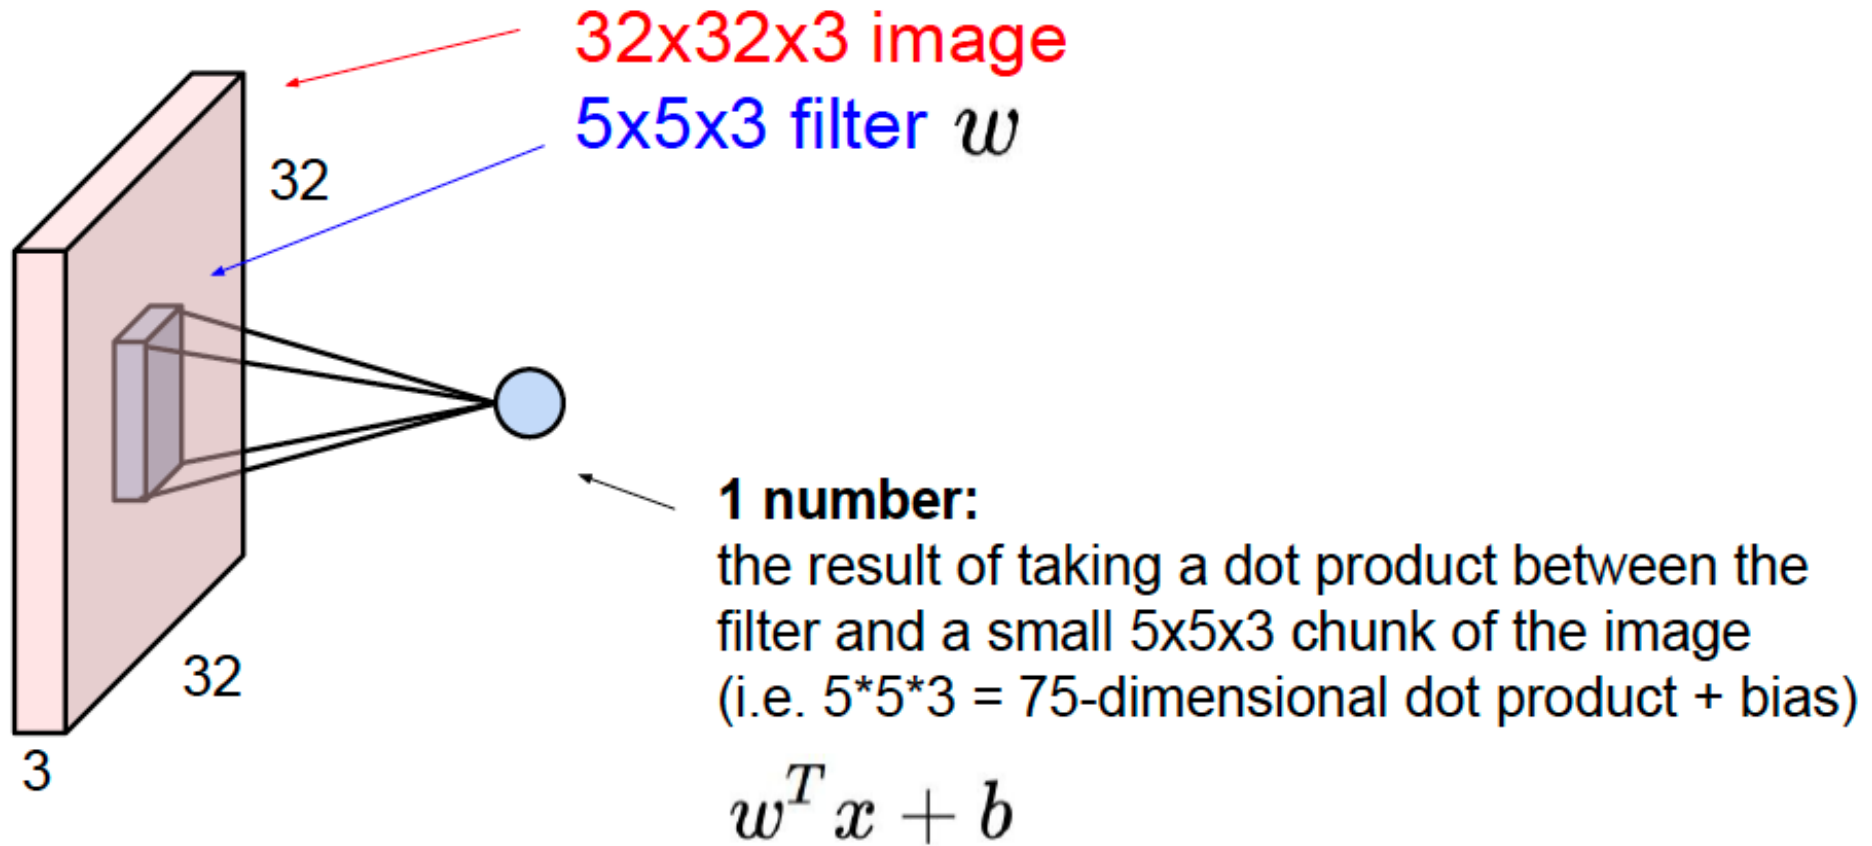 32x32x3 image
5x5x3 filter w
32
32
3
1 number:
the result of taking a dot product between the
filter and a small 5x5x3 chunk of the image
(i.e. 5*5*3 = 75-dimensional dot product + bias)
w^T x + b